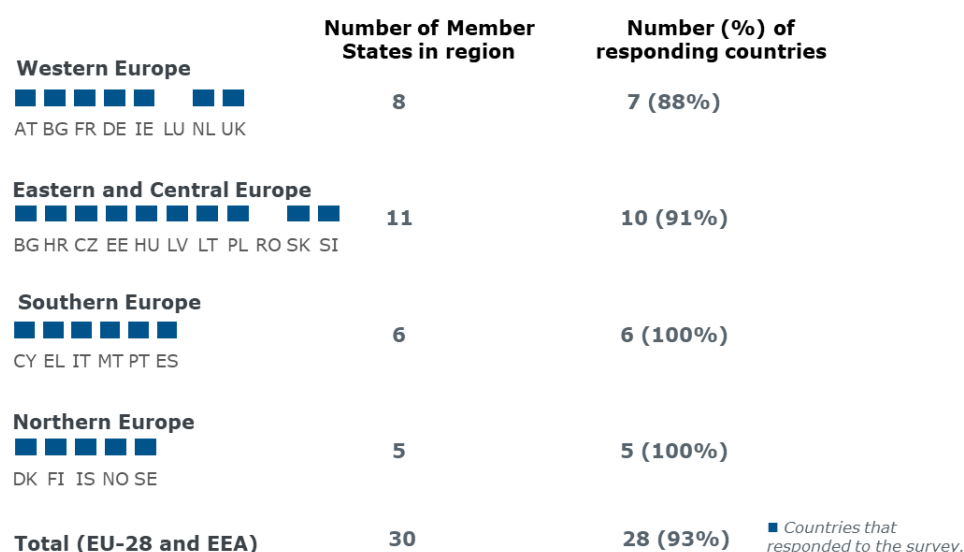 Number of Member States in region
Number (%) of responding countries
Western Europe
8
7 (88%)
AT BG FR DE IE LU NL UK
Eastern and Central Europe
11
10 (91%)
BG HR CZ EE HU LV LT PL RO SK SI
Southern Europe
6
6 (100%)
CY EL IT MT PT ES
Northern Europe
5
5 (100%)
DK FI IS NO SE
Total (EU-28 and EEA)
30
28 (93%)
Countries that
responded to the survey.